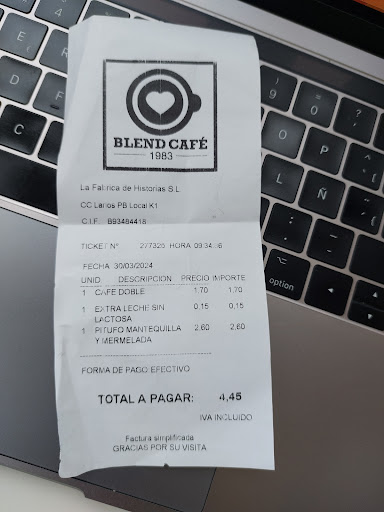 BLEND CAFÉ
1983
La Fabrica de Historias S.L
CC Larios PB Local K1
C.I.F. B93484418
TICKET Nº 277325 HORA 09:34
FECHA 30/03/2024
UNID DESCRIPCION PRECIO IMPORTE
1 CAFE DOBLE 1,70 1,70
1 EXTRA LECHE SIN 0,15 0,15
LACTOSA
1 PITUFO MANTEQUILLA 2,60 2,60
Y MERMELADA
FORMA DE PAGO EFECTIVO
TOTAL A PAGAR: 4,45
IVA INCLUIDO
Factura simplificada
GRACIAS POR SU VISITA